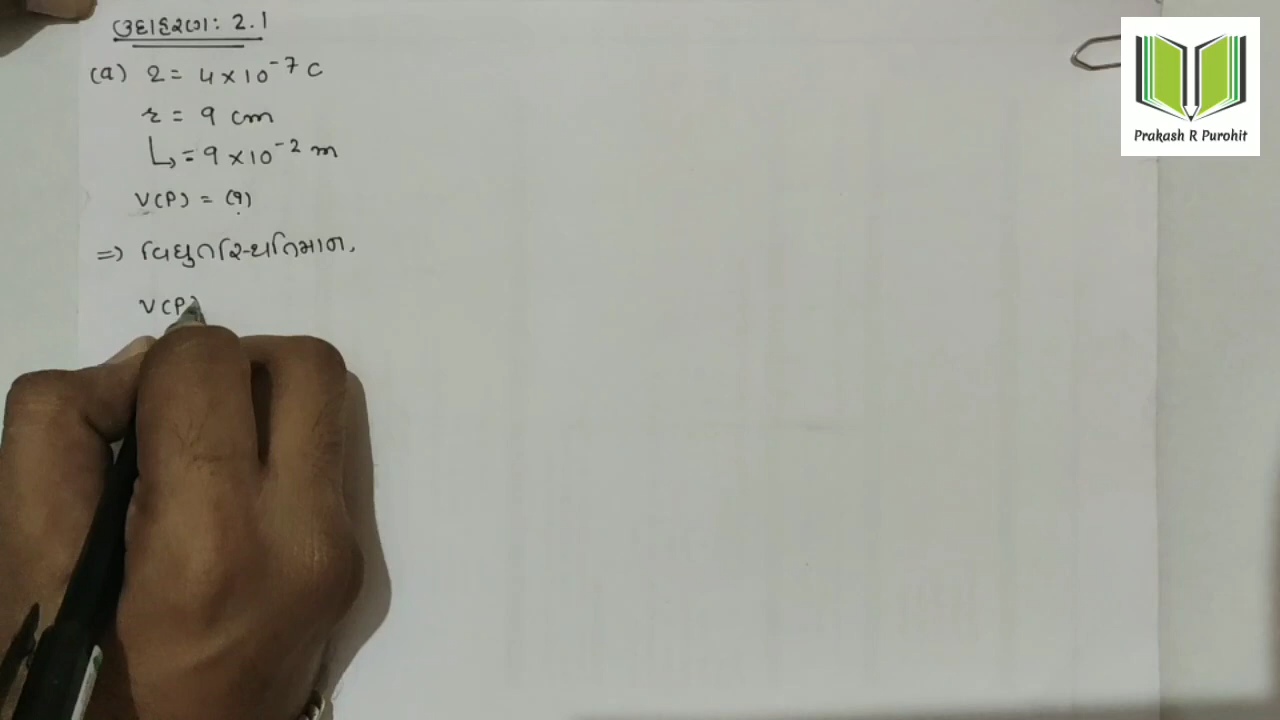 ઉદાહરણ: 2.1
(a) q = 4 × 10⁻⁷ C
r = 9 cm
↳ = 9 × 10⁻² m
V(P) = (?)
⇒ વિદ્યુતસ્થિતિમાન,
V(P)
Prakash R Purohit